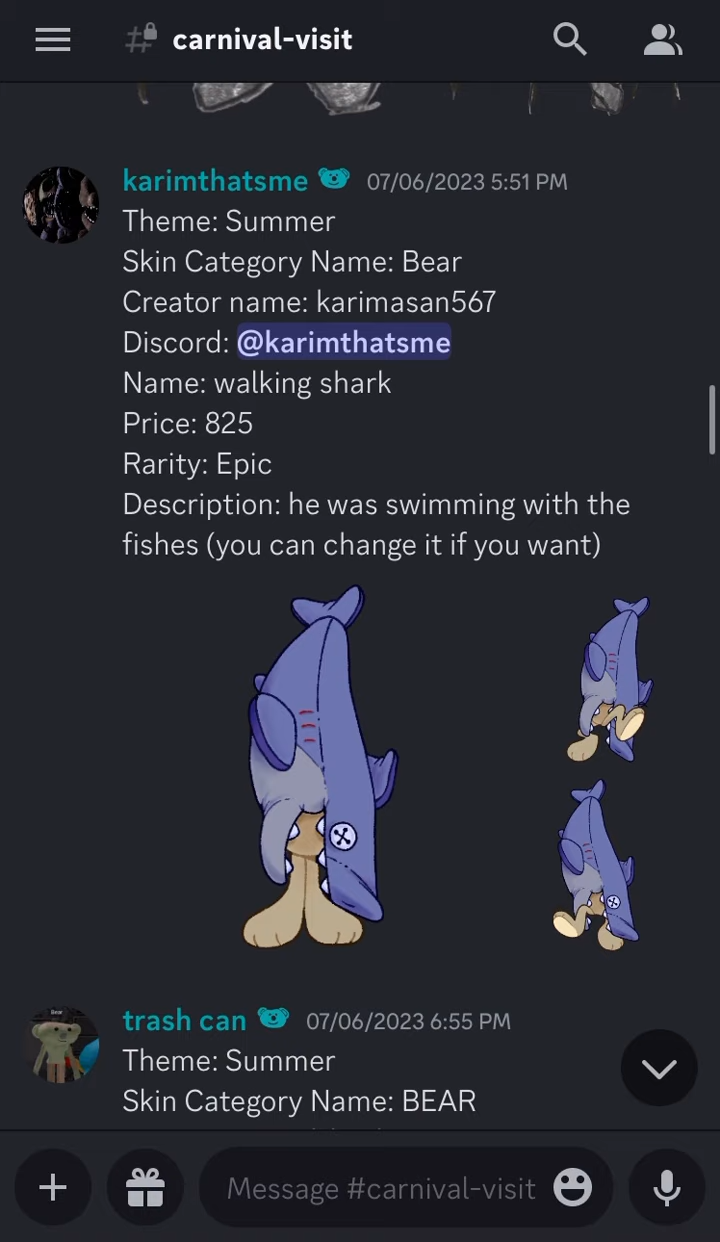 carnival-visit
karimthatsme 07/06/2023 5:51 PM
Theme: Summer
Skin Category Name: Bear
Creator name: karimasan567
Discord: @karimthatsme
Name: walking shark
Price: 825
Rarity: Epic
Description: he was swimming with the
fishes (you can change it if you want)
Bear
trash can 07/06/2023 6:55 PM
Theme: Summer
Skin Category Name: BEAR
Message #carnival-visit